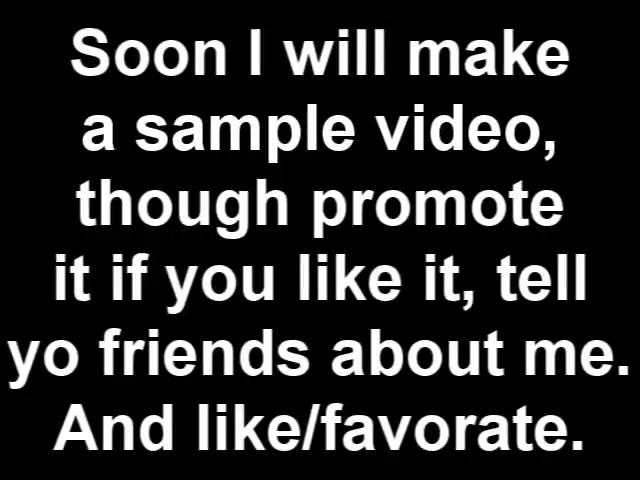 Soon I will make
a sample video,
though promote
it if you like it, tell
yo friends about me.
And like/favorate.